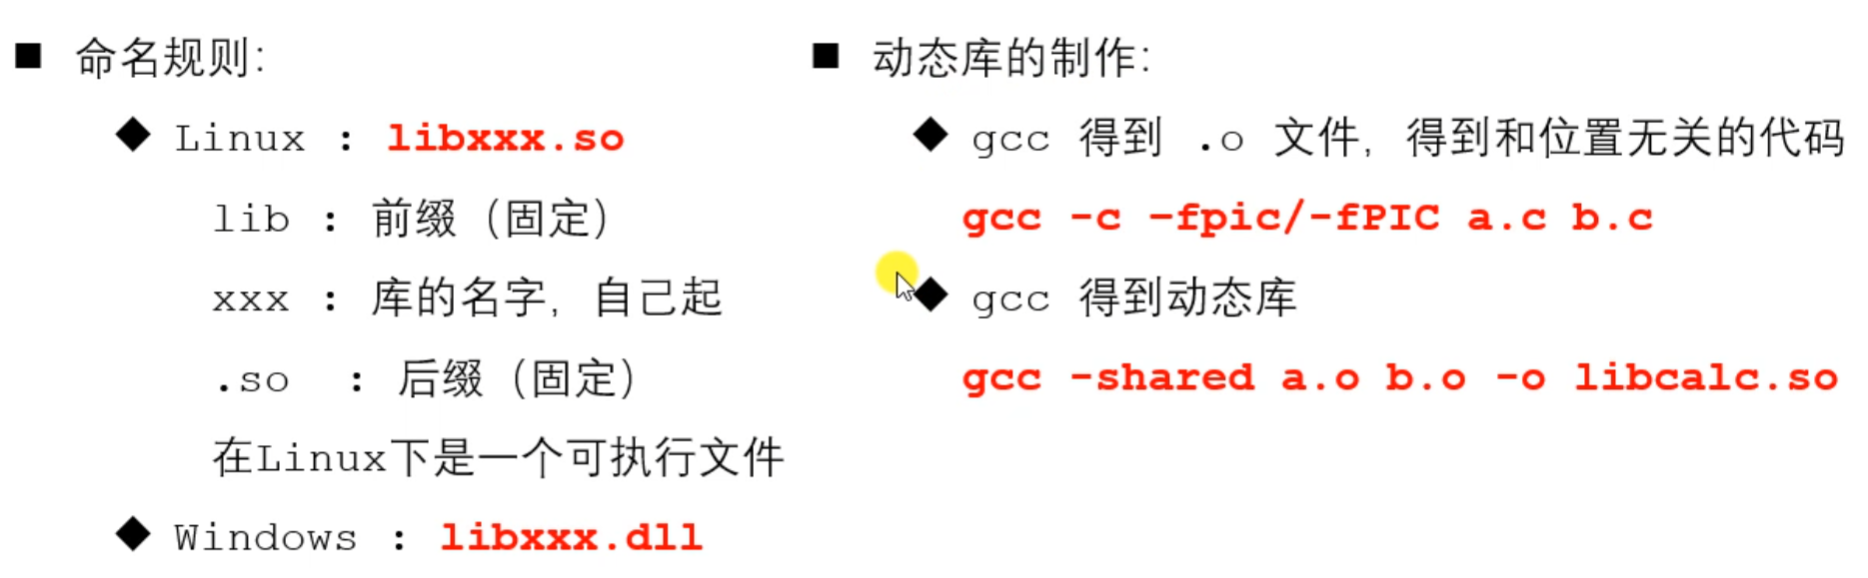 ■ 命名规则:
◆ Linux : libxxx.so
lib : 前缀（固定）
xxx : 库的名字，自己起
.so : 后缀（固定）
在Linux下是一个可执行文件
◆ Windows : libxxx.dll
■ 动态库的制作:
◆ gcc 得到 .o 文件，得到和位置无关的代码
gcc -c -fpic/-fPIC a.c b.c
◆ gcc 得到动态库
gcc -shared a.o b.o -o libcalc.so